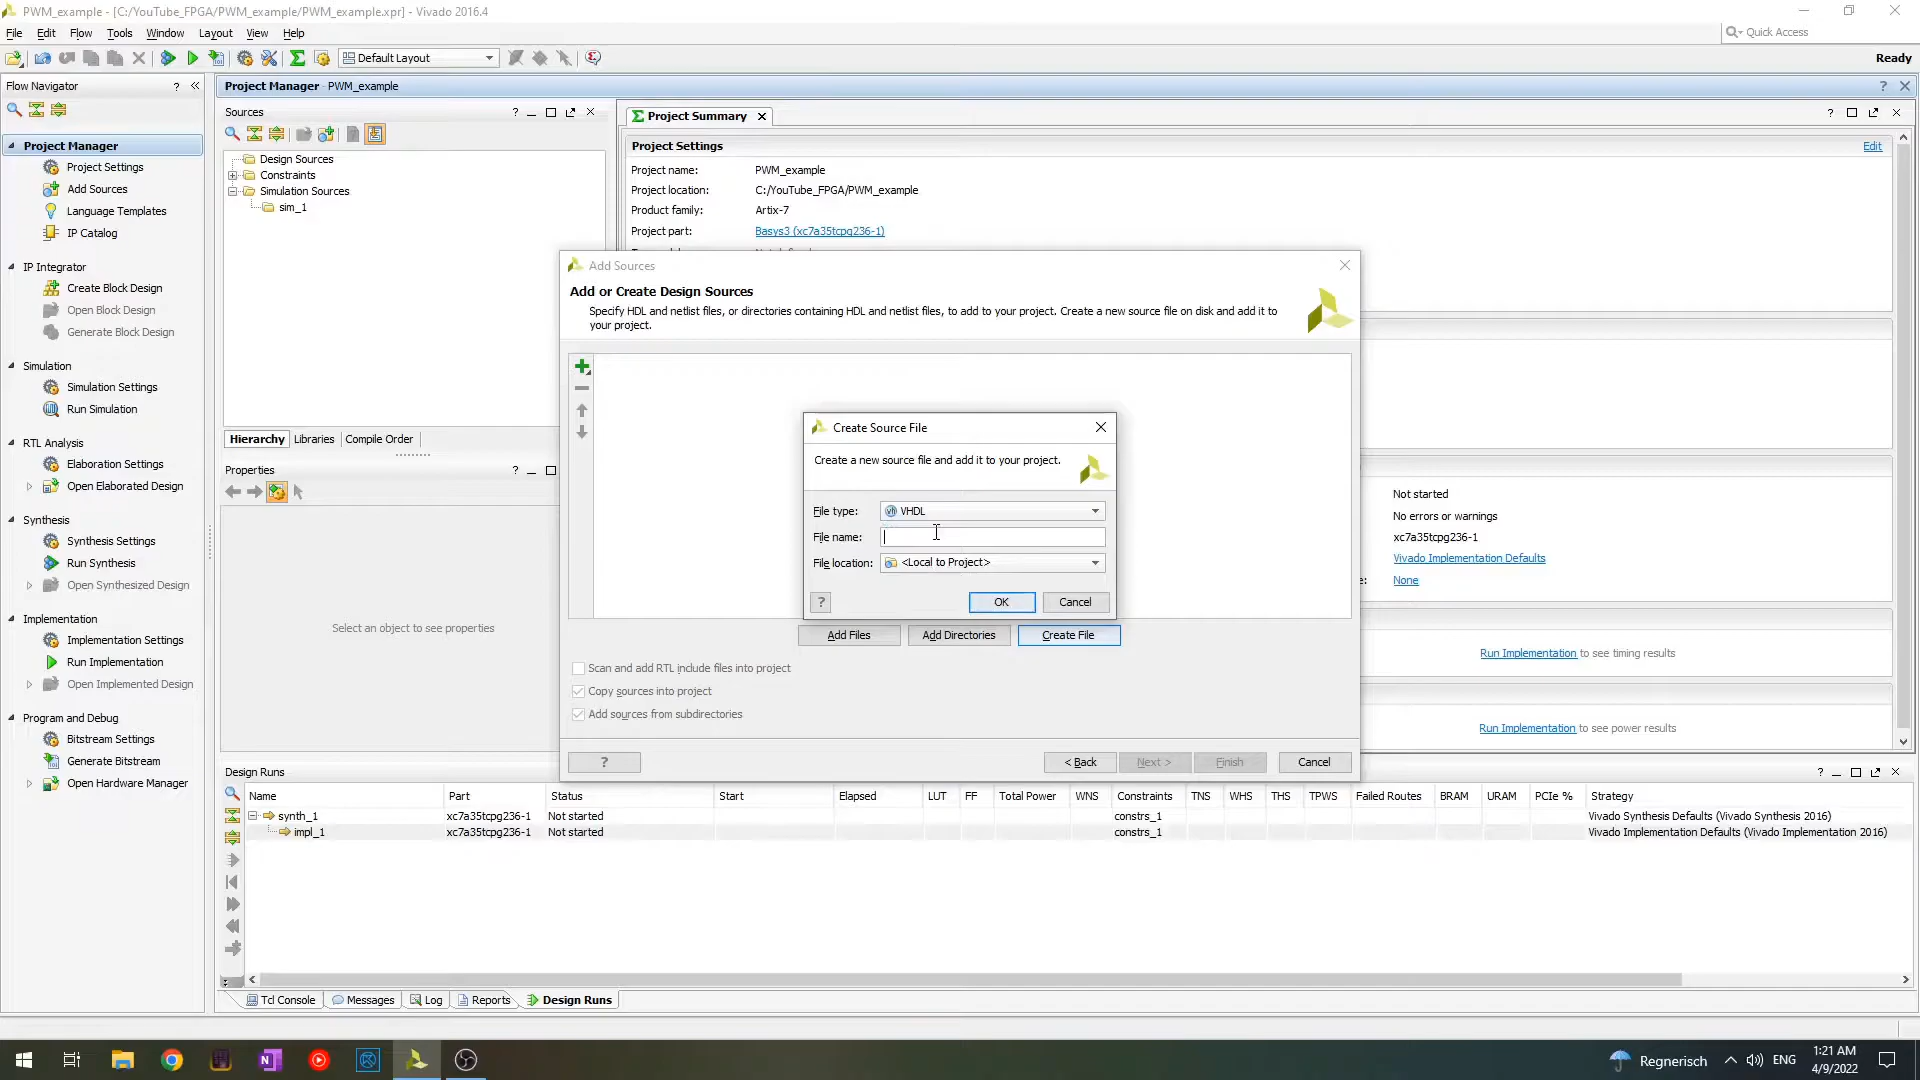 PWM_example - [C:/YouTube_FPGA/PWM_example/PWM_example.xpr] - Vivado 2016.4
File Edit Flow Tools Window Layout View Help
Quick Access
Default Layout
Ready
Flow Navigator ? «
Project Manager - PWM_example
?
Project Manager
Project Settings
Add Sources
Language Templates
IP Catalog
IP Integrator
Create Block Design
Open Block Design
Generate Block Design
Simulation
Simulation Settings
Run Simulation
RTL Analysis
Elaboration Settings
Open Elaborated Design
Synthesis
Synthesis Settings
Run Synthesis
Open Synthesized Design
Implementation
Implementation Settings
Run Implementation
Open Implemented Design
Program and Debug
Bitstream Settings
Generate Bitstream
Open Hardware Manager
Sources ?
Design Sources
Constraints
Simulation Sources
sim_1
Hierarchy Libraries Compile Order
Properties ?
Select an object to see properties
Σ Project Summary ?
Project Settings Edit
Project name: PWM_example
Project location: C:/YouTube_FPGA/PWM_example
Product family: Artix-7
Project part: Basys3 (xc7a35tcpg236-1)
Not started
No errors or warnings
xc7a35tcpg236-1
Vivado Implementation Defaults
None
Run Implementation to see timing results
Run Implementation to see power results
Add Sources
Add or Create Design Sources
Specify HDL and netlist files, or directories containing HDL and netlist files, to add to your project. Create a new source file on disk and add it to
your project.
Create Source File
Create a new source file and add it to your project.
File type: VHDL
File name:
File location: <Local to Project>
? OK Cancel
Add Files Add Directories Create File
Scan and add RTL include files into project
Copy sources into project
Add sources from subdirectories
? < Back Next > Finish Cancel
Design Runs ?
Name Part Status Start Elapsed LUT FF Total Power WNS Constraints TNS WHS THS TPWS Failed Routes BRAM URAM PCIe % Strategy
synth_1 xc7a35tcpg236-1 Not started constrs_1 Vivado Synthesis Defaults (Vivado Synthesis 2016)
impl_1 xc7a35tcpg236-1 Not started constrs_1 Vivado Implementation Defaults (Vivado Implementation 2016)
Tcl Console Messages Log Reports Design Runs
Regnerisch ENG 1:21 AM
4/9/2022